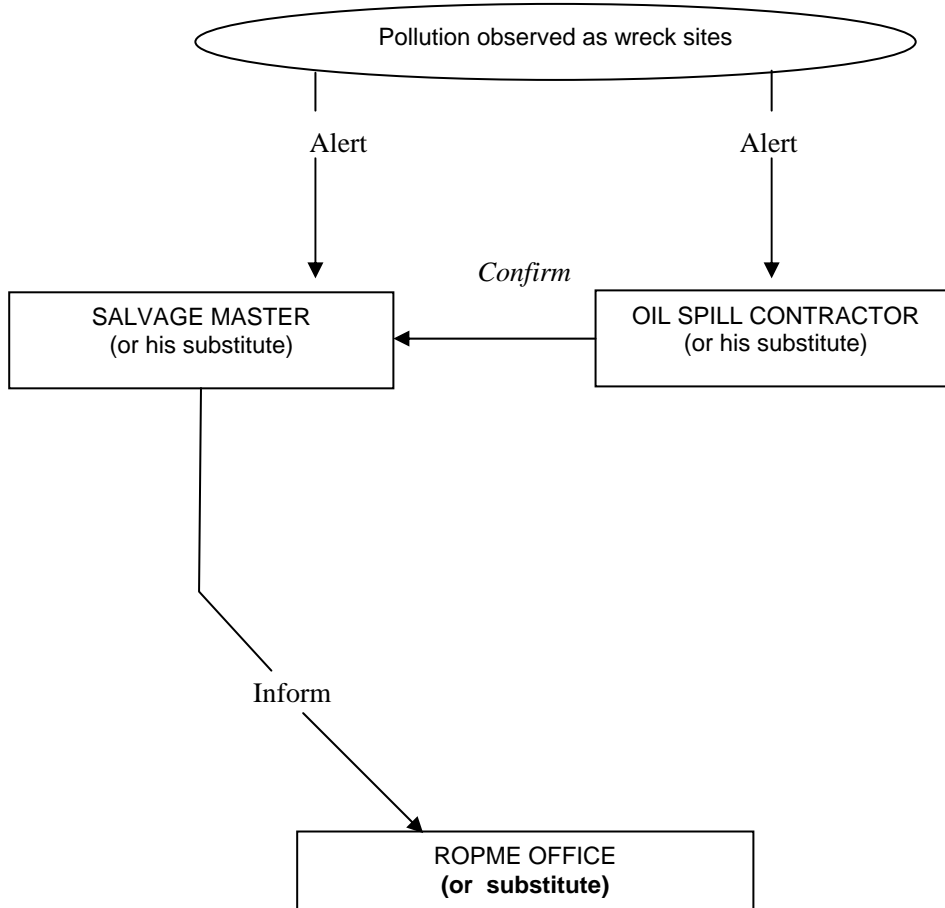 Pollution observed as wreck sites
Alert
Alert
Confirm
SALVAGE MASTER
(or his substitute)
OIL SPILL CONTRACTOR
(or his substitute)
Inform
ROPME OFFICE
(or substitute)